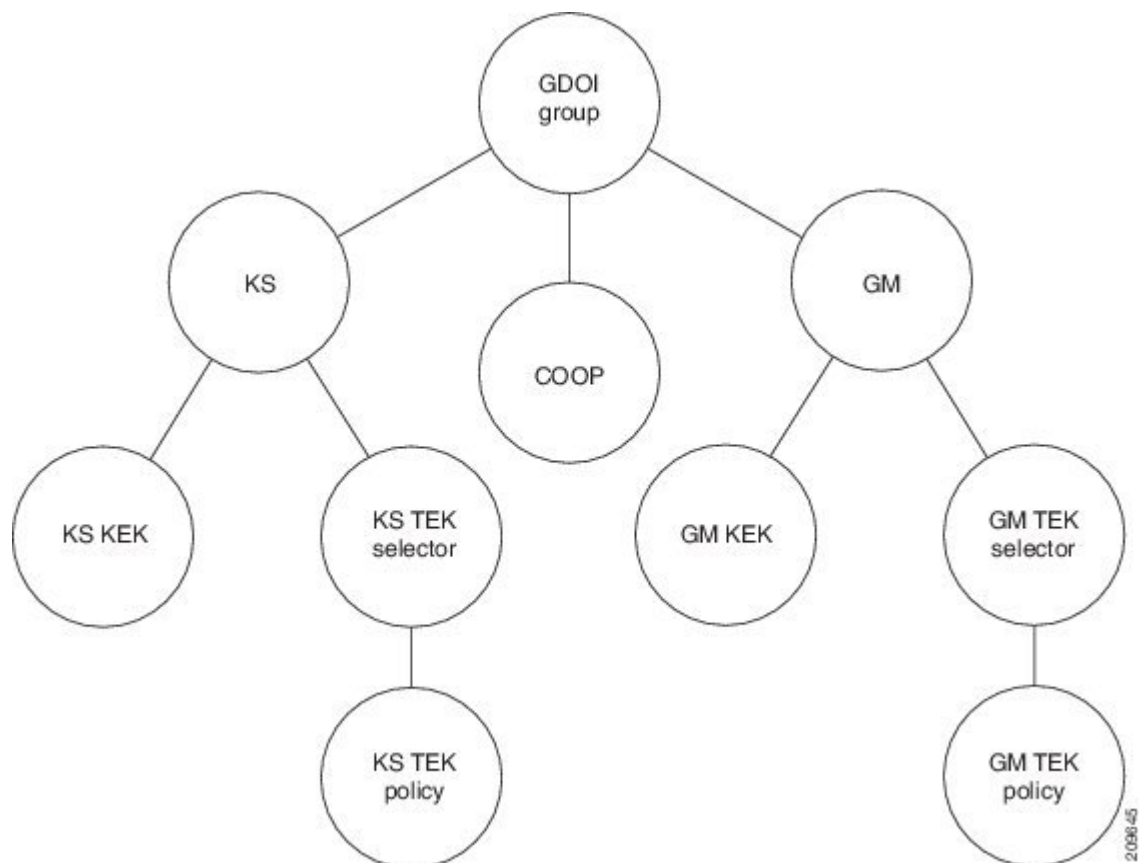 GDOI
group
KS
GM
COOP
KS KEK
KS TEK
selector
GM KEK
GM TEK
selector
KS TEK
policy
GM TEK
policy
209645